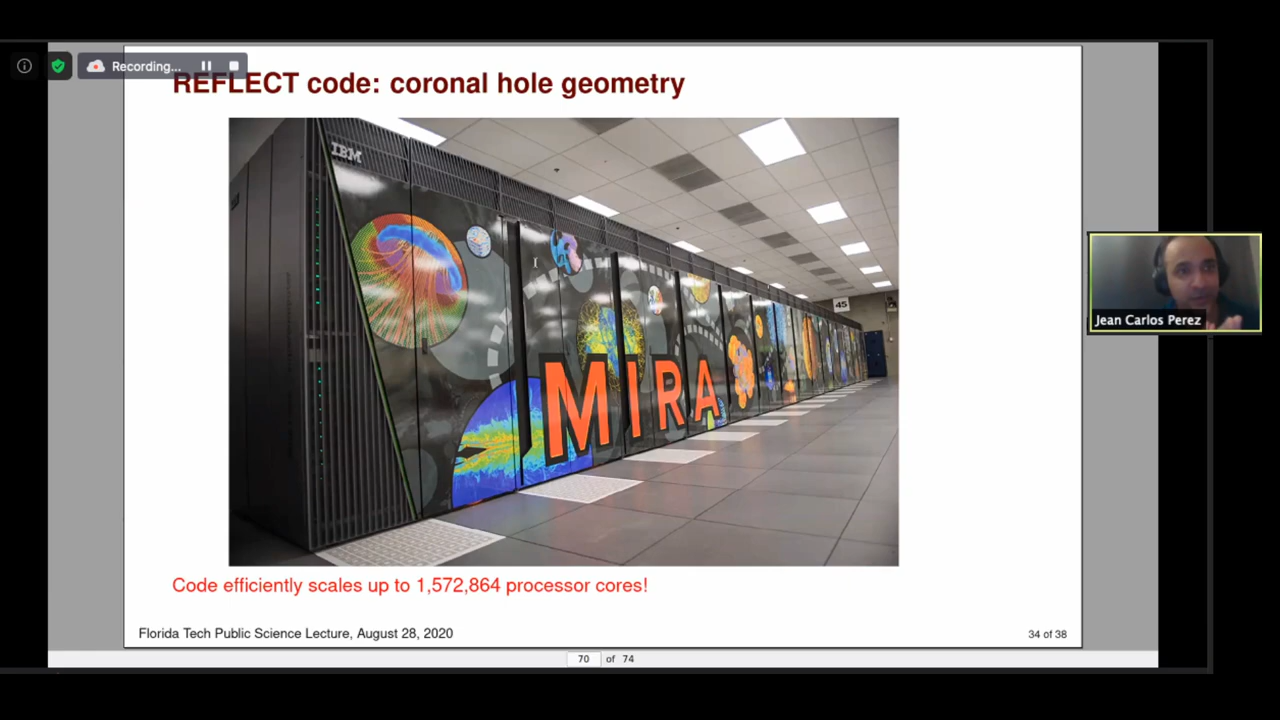 Recording...
REFLECT code: coronal hole geometry
IBM
45
MIRA
Jean Carlos Perez
Code efficiently scales up to 1,572,864 processor cores!
Florida Tech Public Science Lecture, August 28, 2020
34 of 38
70 of 74